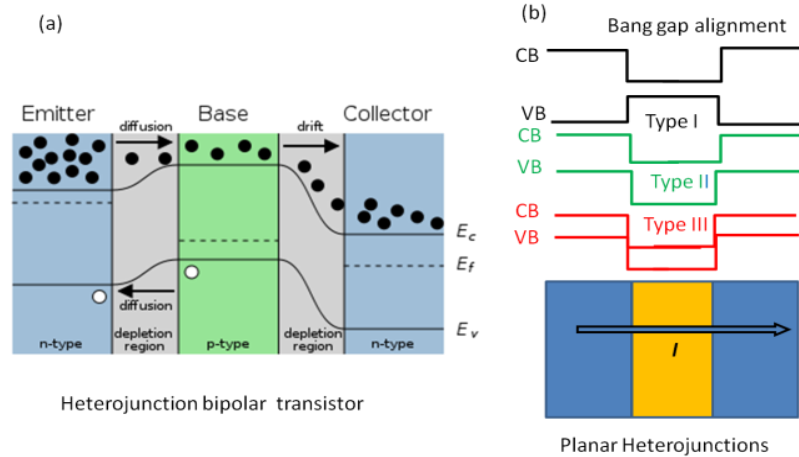 (a)
Emitter
Base
Collector
diffusion
drift
E_c
E_f
E_v
diffusion
n-type
depletion region
p-type
depletion region
n-type
Heterojunction bipolar transistor
(b)
Bang gap alignment
CB
VB
Type I
CB
VB
Type II
CB
VB
Type III
I
Planar Heterojunctions